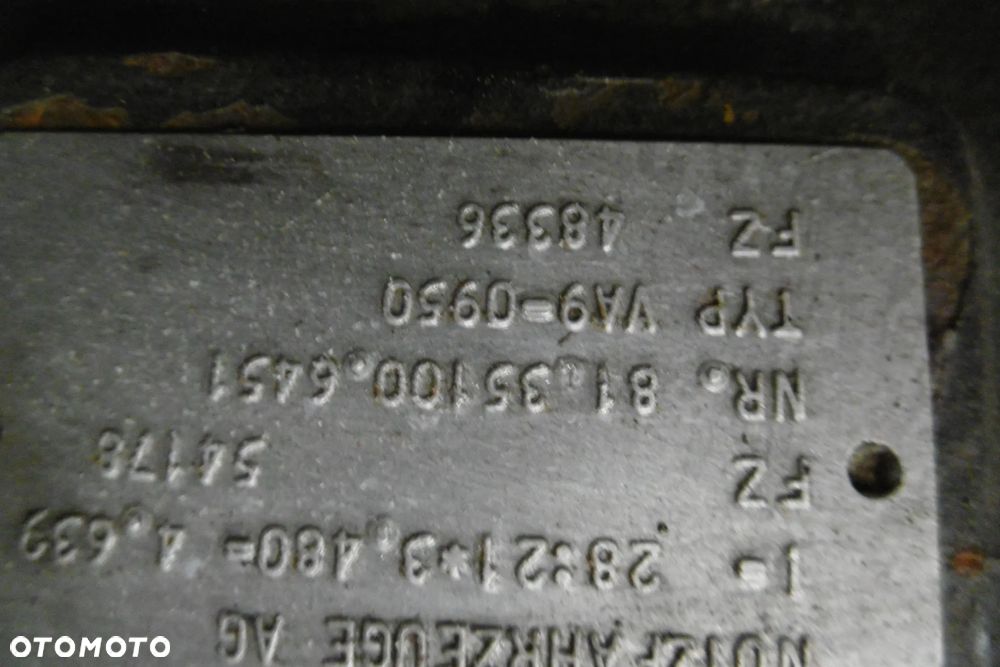 NUTZFAHRZEUGE AG
I= 28:21*3.480= 4.639
FZ 54178
NR. 81.35100.6451
TYP VA9-0950
FZ 48336
OTOMOTO